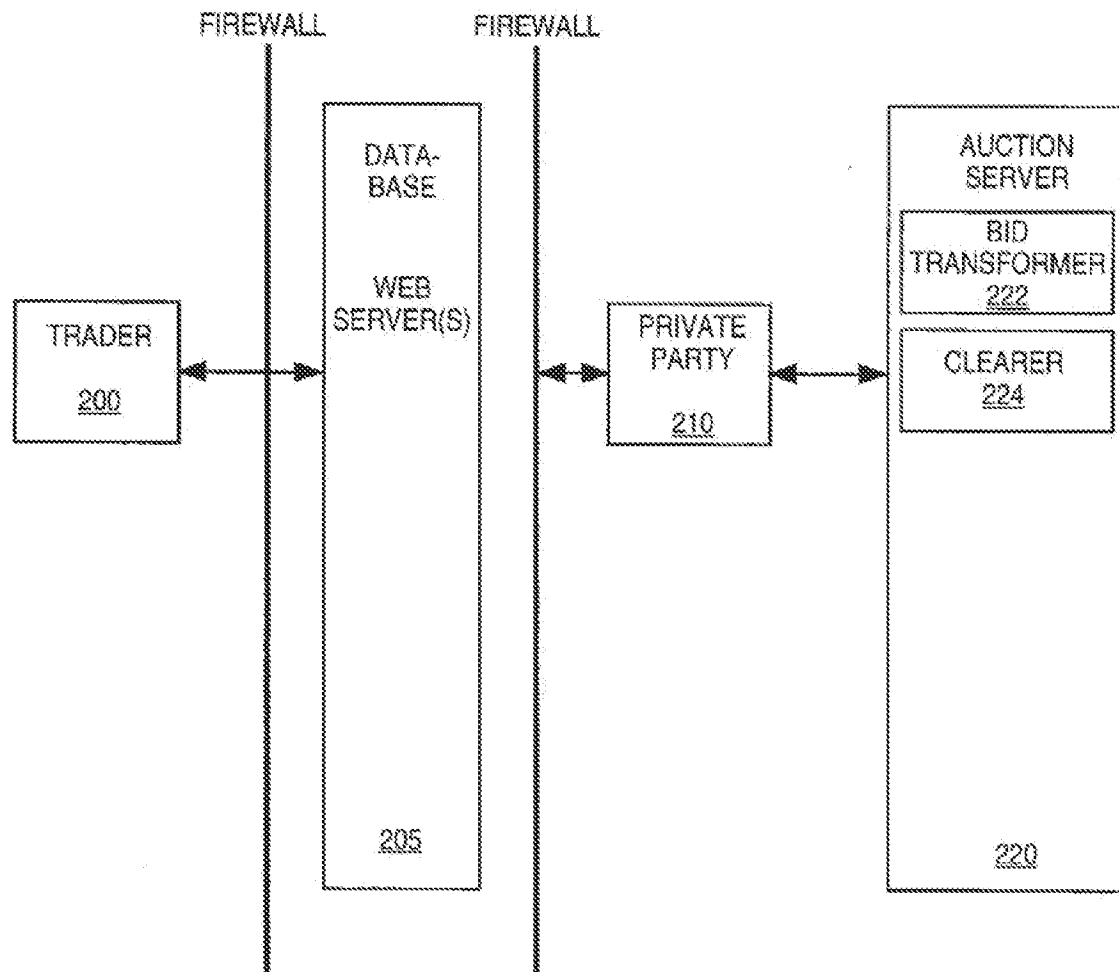 FIREWALL
FIREWALL
DATA-
BASE
WEB
SERVER(S)
205
TRADER
200
PRIVATE
PARTY
210
AUCTION
SERVER
BID
TRANSFORMER
222
CLEARER
224
220